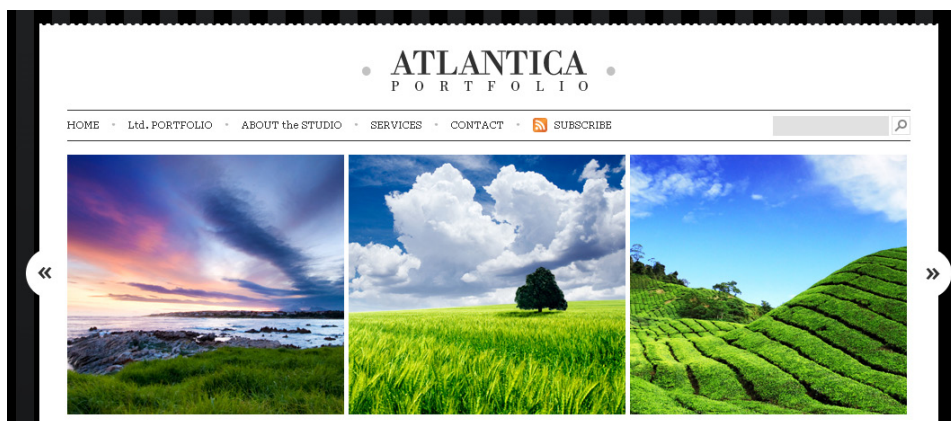 ATLANTICA
PORTFOLIO
HOME • Ltd. PORTFOLIO • ABOUT the STUDIO • SERVICES • CONTACT • SUBSCRIBE
« »